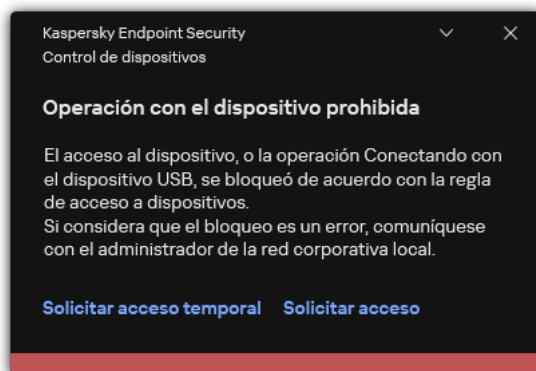 Kaspersky Endpoint Security
Control de dispositivos
Operación con el dispositivo prohibida
El acceso al dispositivo, o la operación Conectando con
el dispositivo USB, se bloqueó de acuerdo con la regla
de acceso a dispositivos.
Si considera que el bloqueo es un error, comuníquese
con el administrador de la red corporativa local.
Solicitar acceso temporal Solicitar acceso